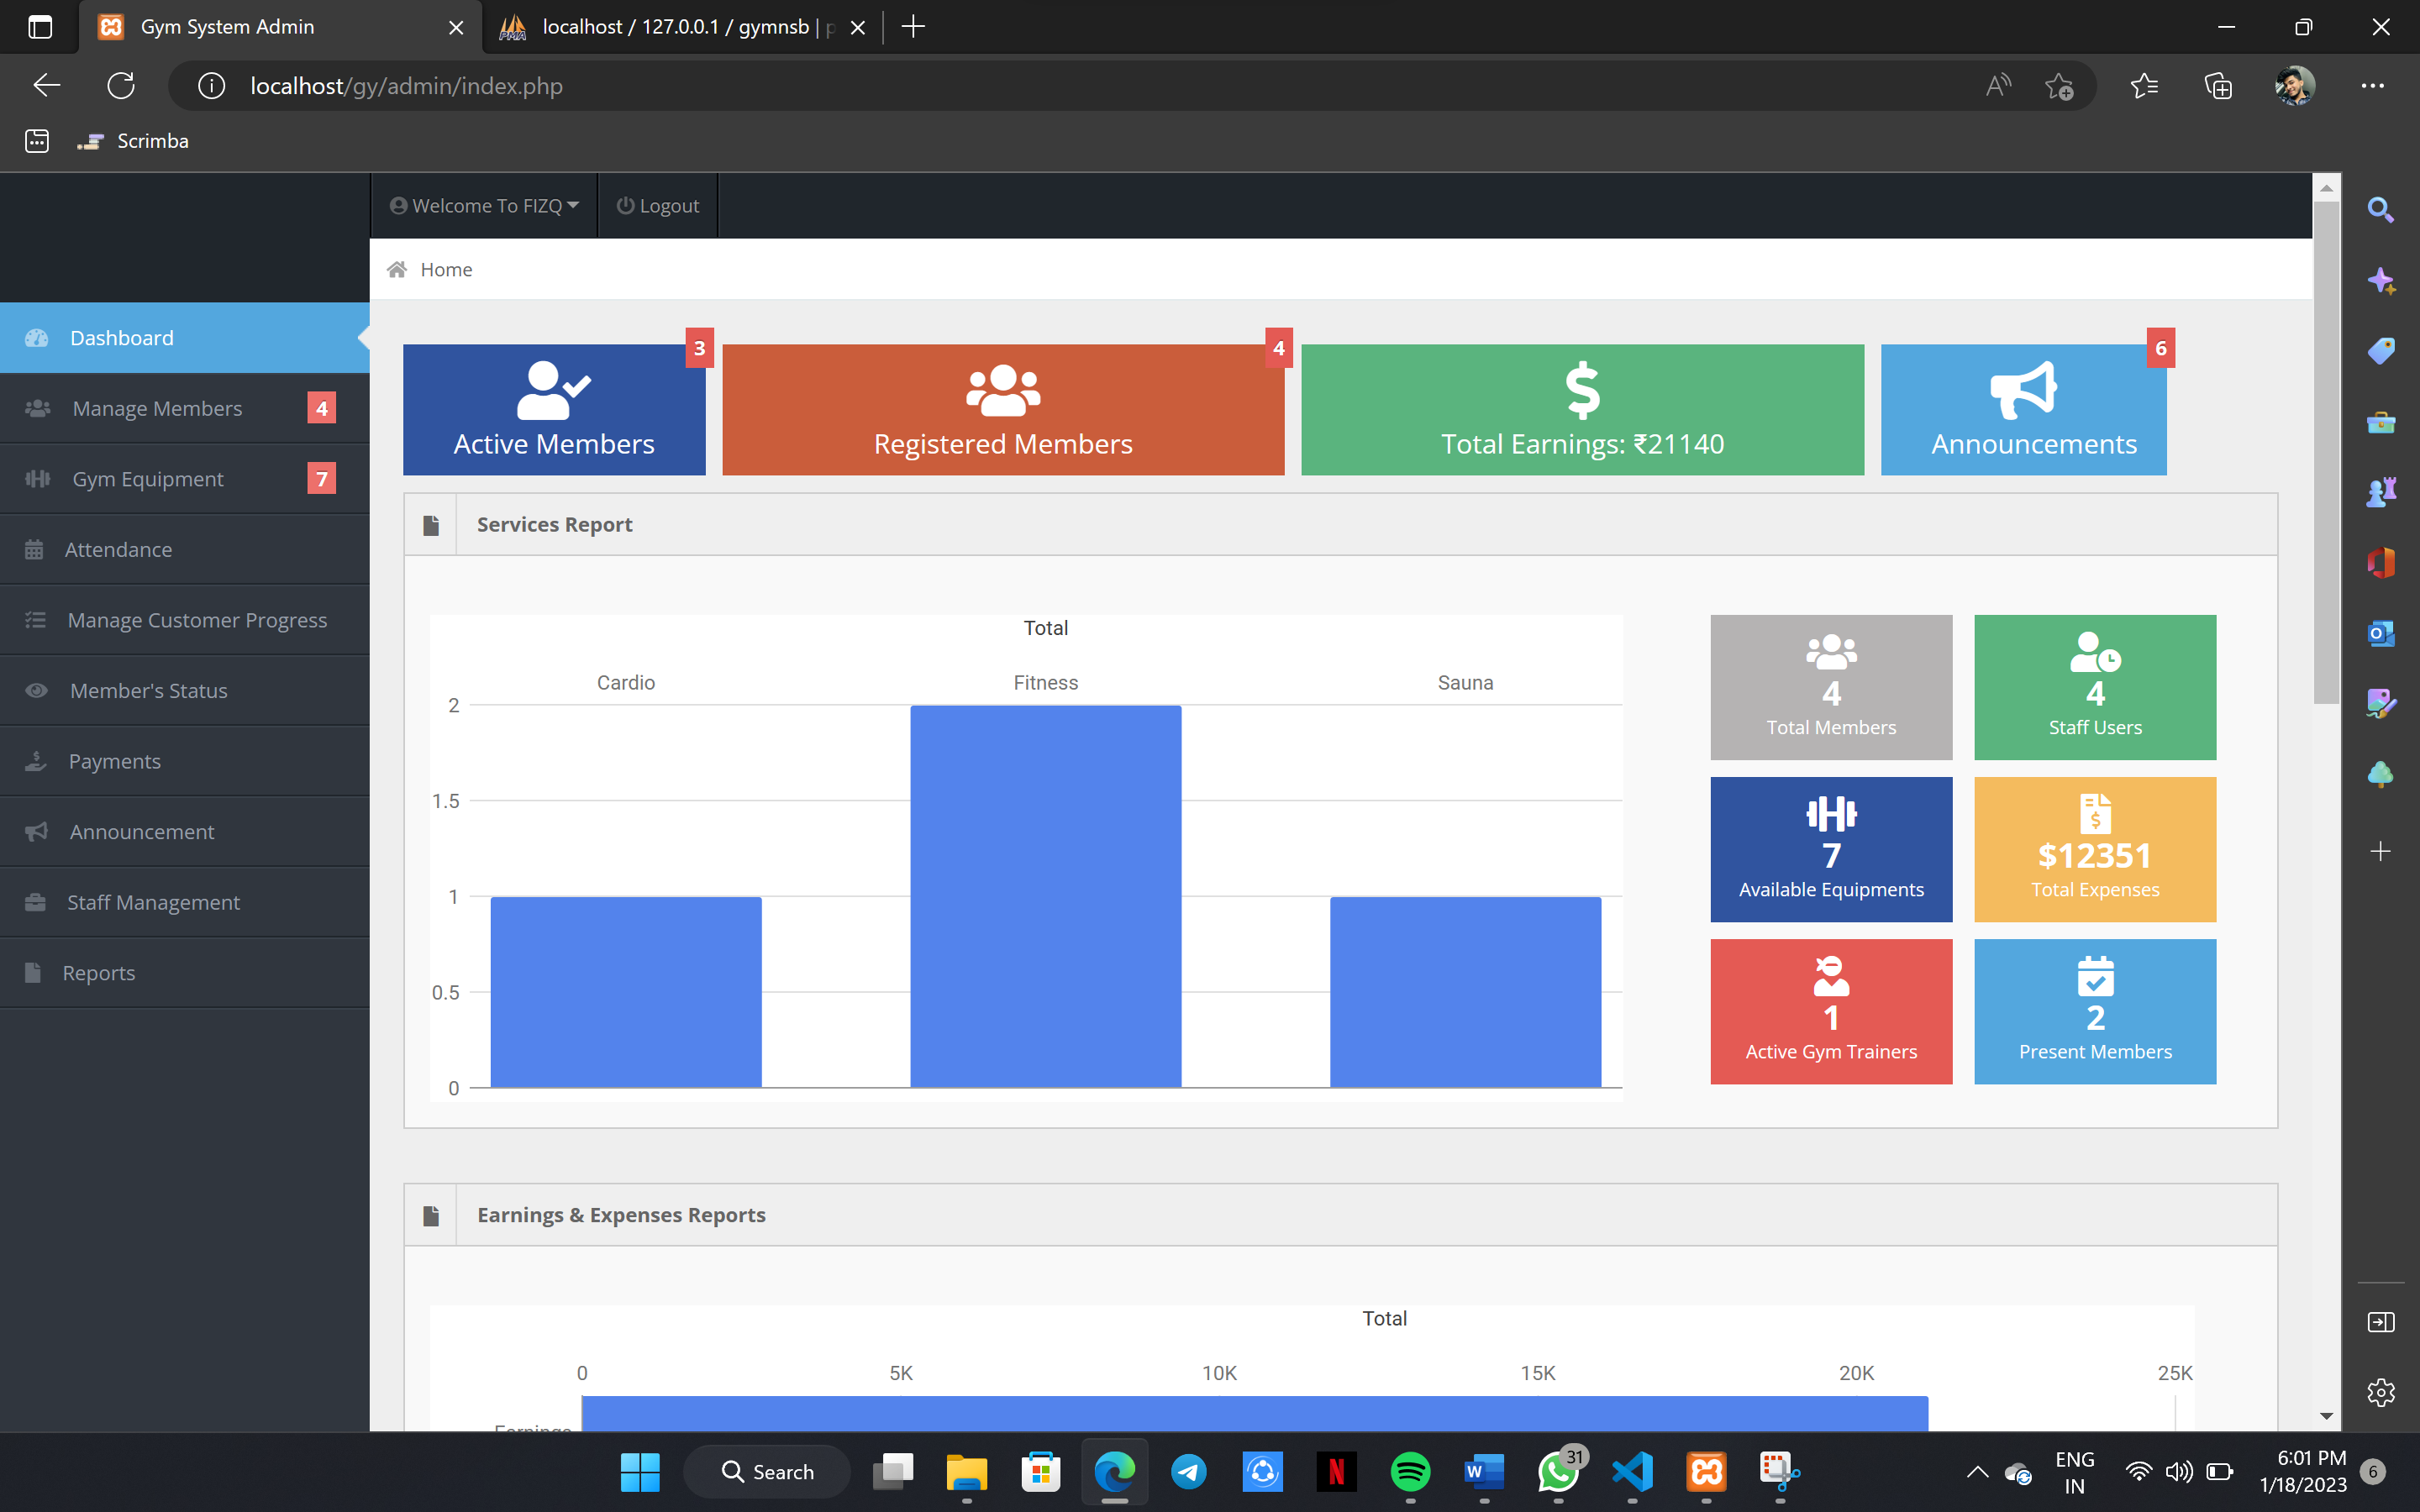 Gym System Admin
localhost / 127.0.0.1 / gymnsb | p
localhost/gy/admin/index.php
Scrimba
Welcome To FIZQ
Logout
Home
Dashboard
Manage Members 4
Gym Equipment 7
Attendance
Manage Customer Progress
Member's Status
Payments
Announcement
Staff Management
Reports
3
Active Members
4
Registered Members
Total Earnings: ₹21140
6
Announcements
Services Report
Total
Cardio Fitness Sauna
2
1.5
1
0.5
0
4
Total Members
4
Staff Users
7
Available Equipments
$12351
Total Expenses
1
Active Gym Trainers
2
Present Members
Earnings & Expenses Reports
Total
0 5K 10K 15K 20K 25K
Earnings
Search
31
ENG
IN
6:01 PM
1/18/2023
6